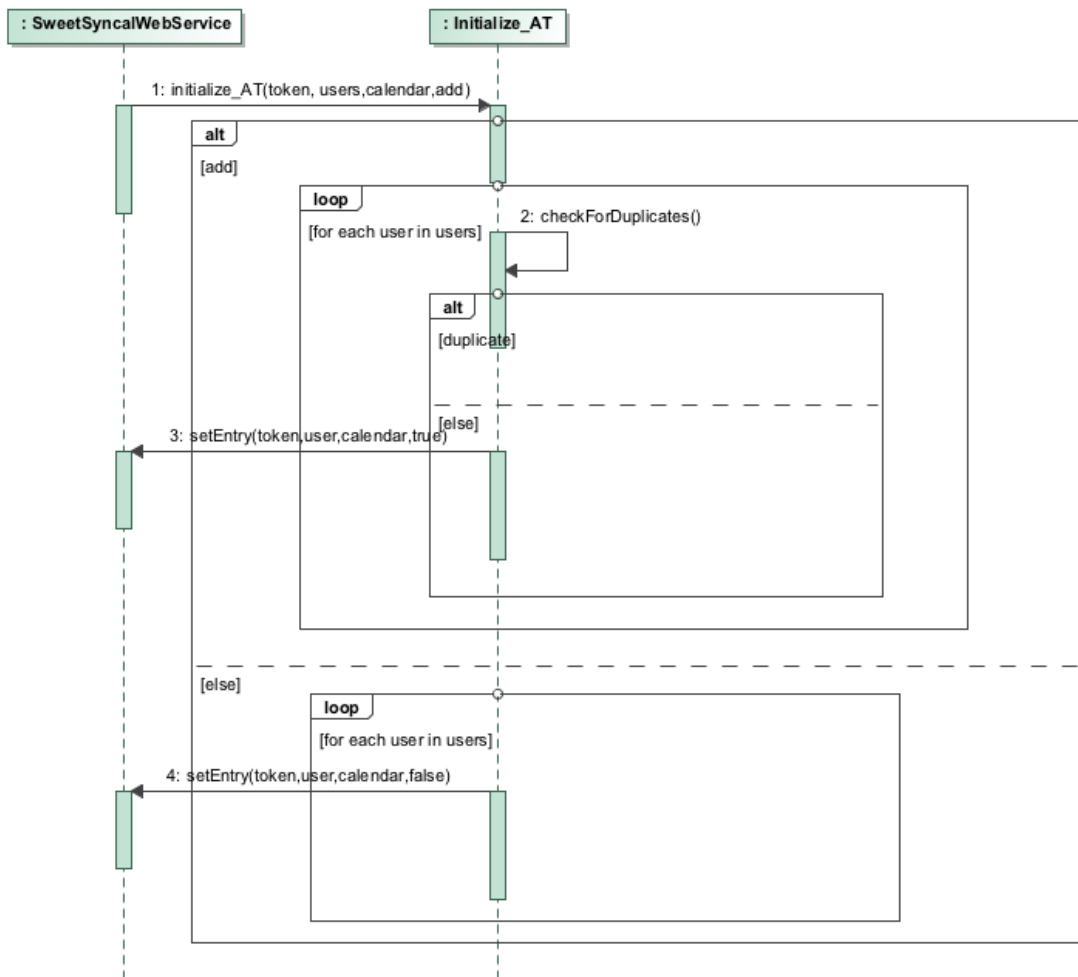 : SweetSyncalWebService
: Initialize_AT
1: initialize_AT(token, users,calendar,add)
alt
[add]
loop
2: checkForDuplicates()
[for each user in users]
alt
[duplicate]
[else]
3: setEntry(token,user,calendar,true)
[else]
loop
[for each user in users]
4: setEntry(token,user,calendar,false)